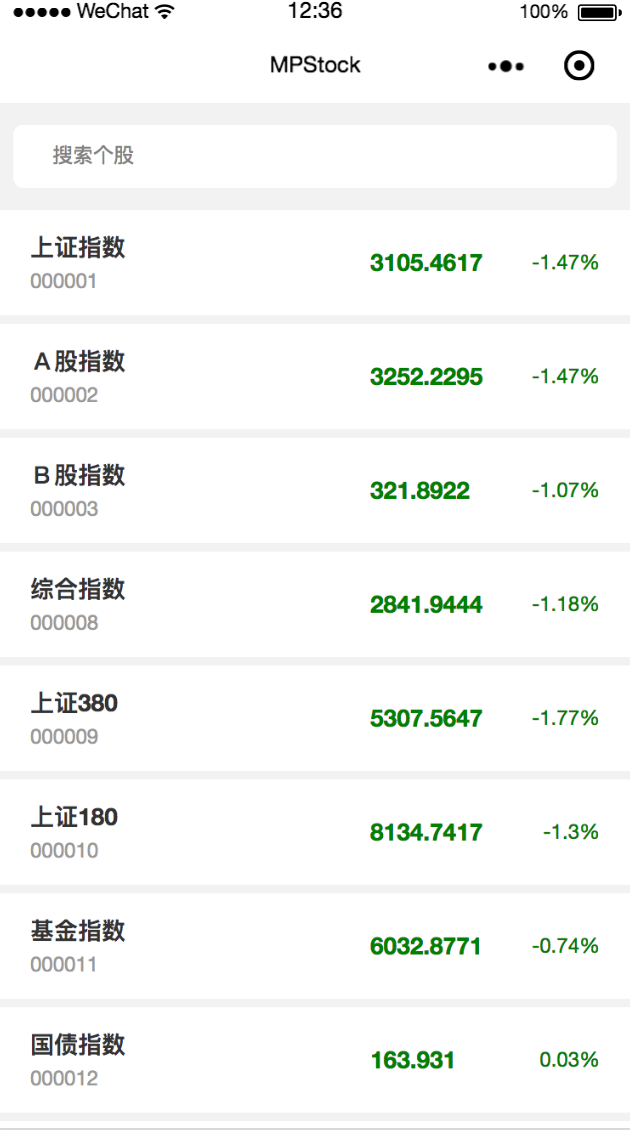 WeChat 12:36 100%
MPStock
搜索个股
上证指数
000001
3105.4617 -1.47%
Ａ股指数
000002
3252.2295 -1.47%
Ｂ股指数
000003
321.8922 -1.07%
综合指数
000008
2841.9444 -1.18%
上证380
000009
5307.5647 -1.77%
上证180
000010
8134.7417 -1.3%
基金指数
000011
6032.8771 -0.74%
国债指数
000012
163.931 0.03%